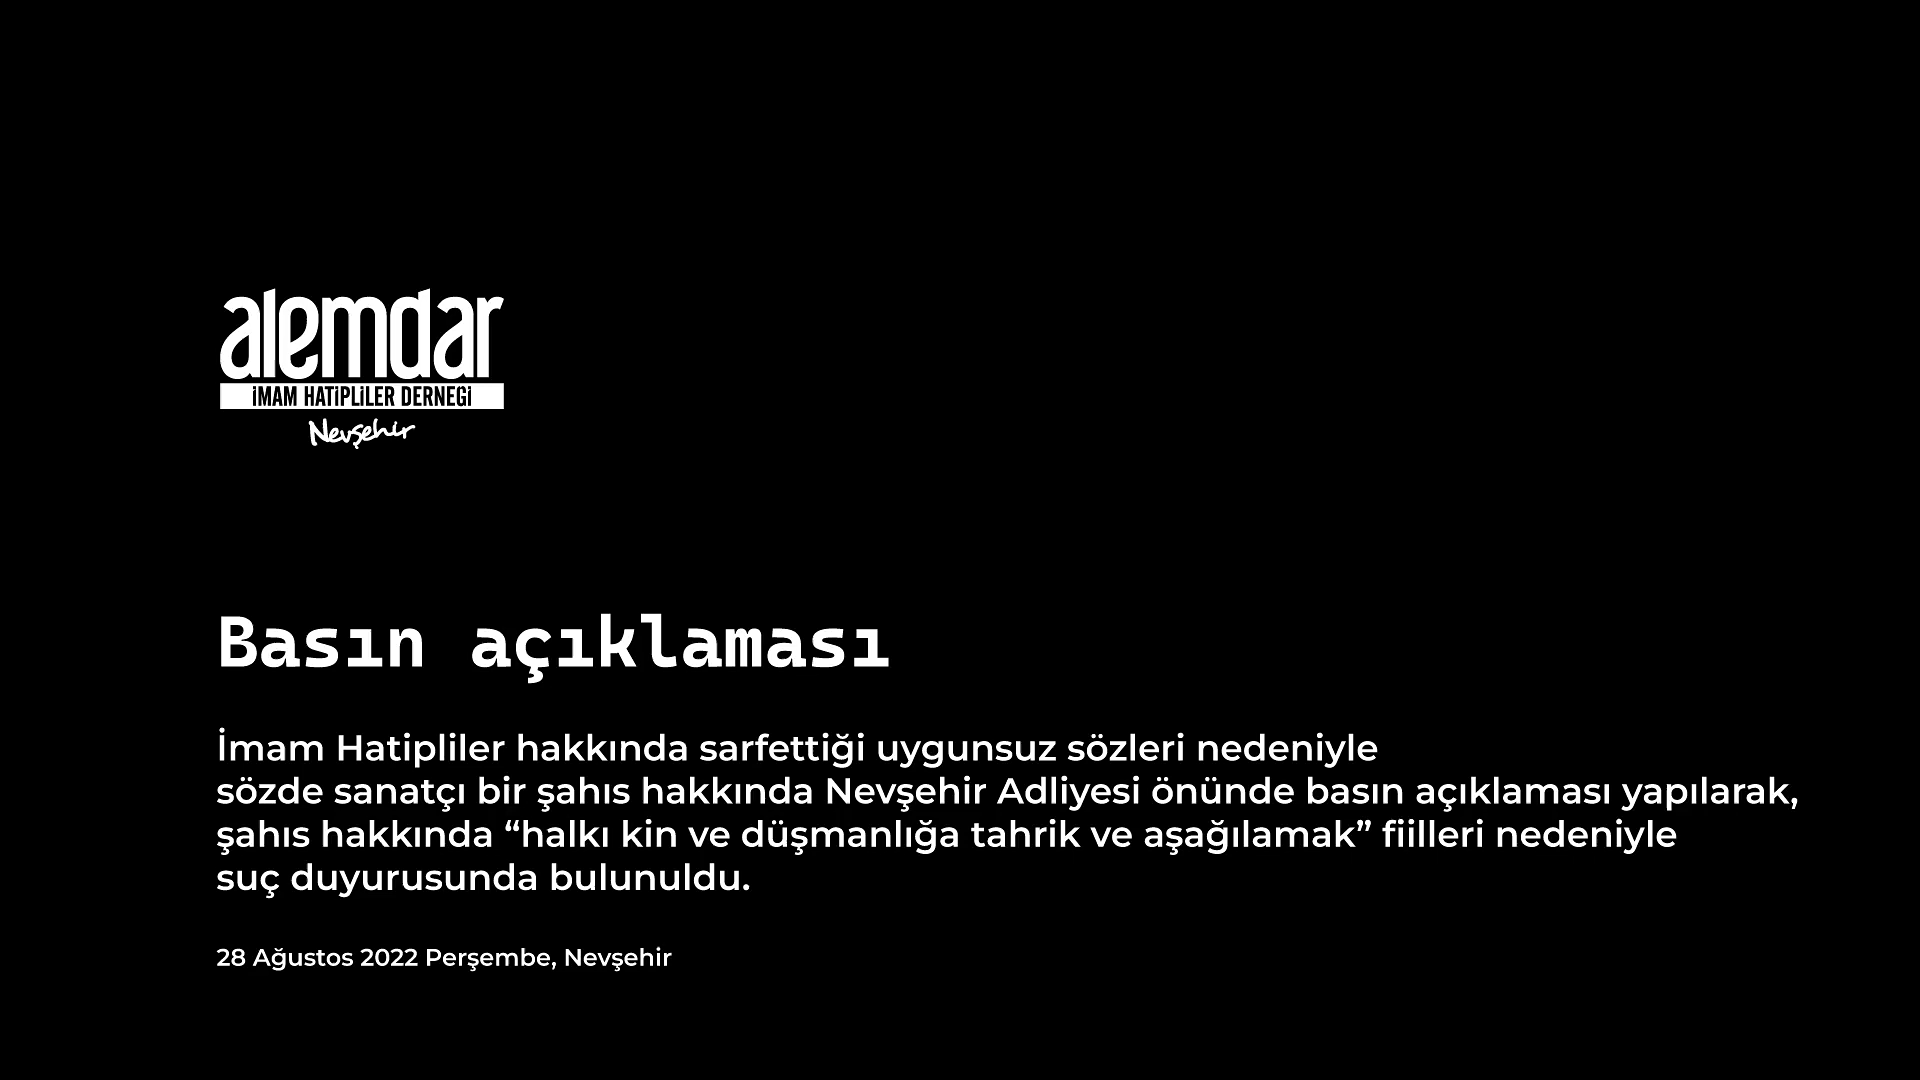 alemdar
İMAM HATİPLİLER DERNEĞİ
Nevşehir
Basın açıklaması
İmam Hatipliler hakkında sarfettiği uygunsuz sözleri nedeniyle
sözde sanatçı bir şahıs hakkında Nevşehir Adliyesi önünde basın açıklaması yapılarak,
şahıs hakkında “halkı kin ve düşmanlığa tahrik ve aşağılamak” fiilleri nedeniyle
suç duyurusunda bulunuldu.
28 Ağustos 2022 Perşembe, Nevşehir